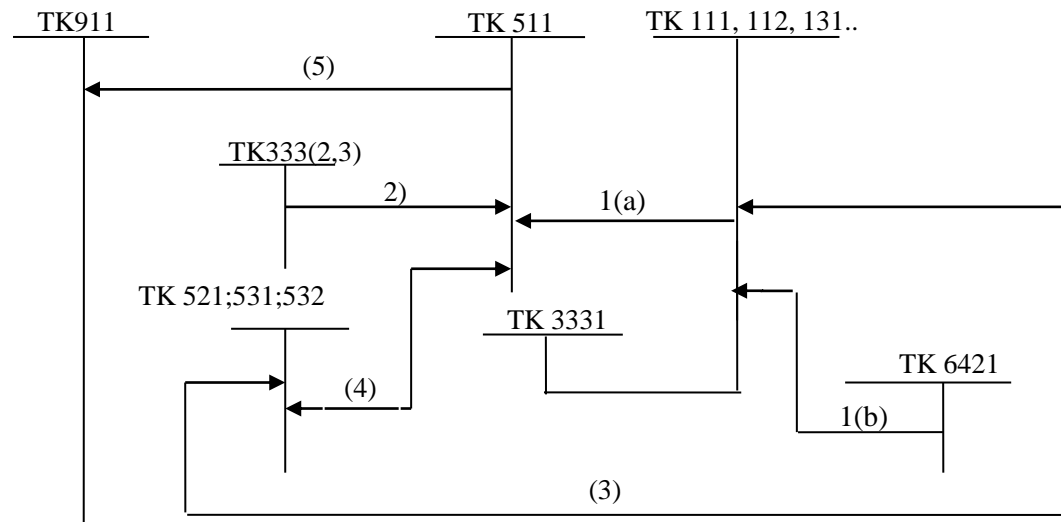 TK911
TK 511
TK 111, 112, 131..
(5)
TK333(2,3)
2)
1(a)
TK 521;531;532
TK 3331
TK 6421
(4)
1(b)
(3)